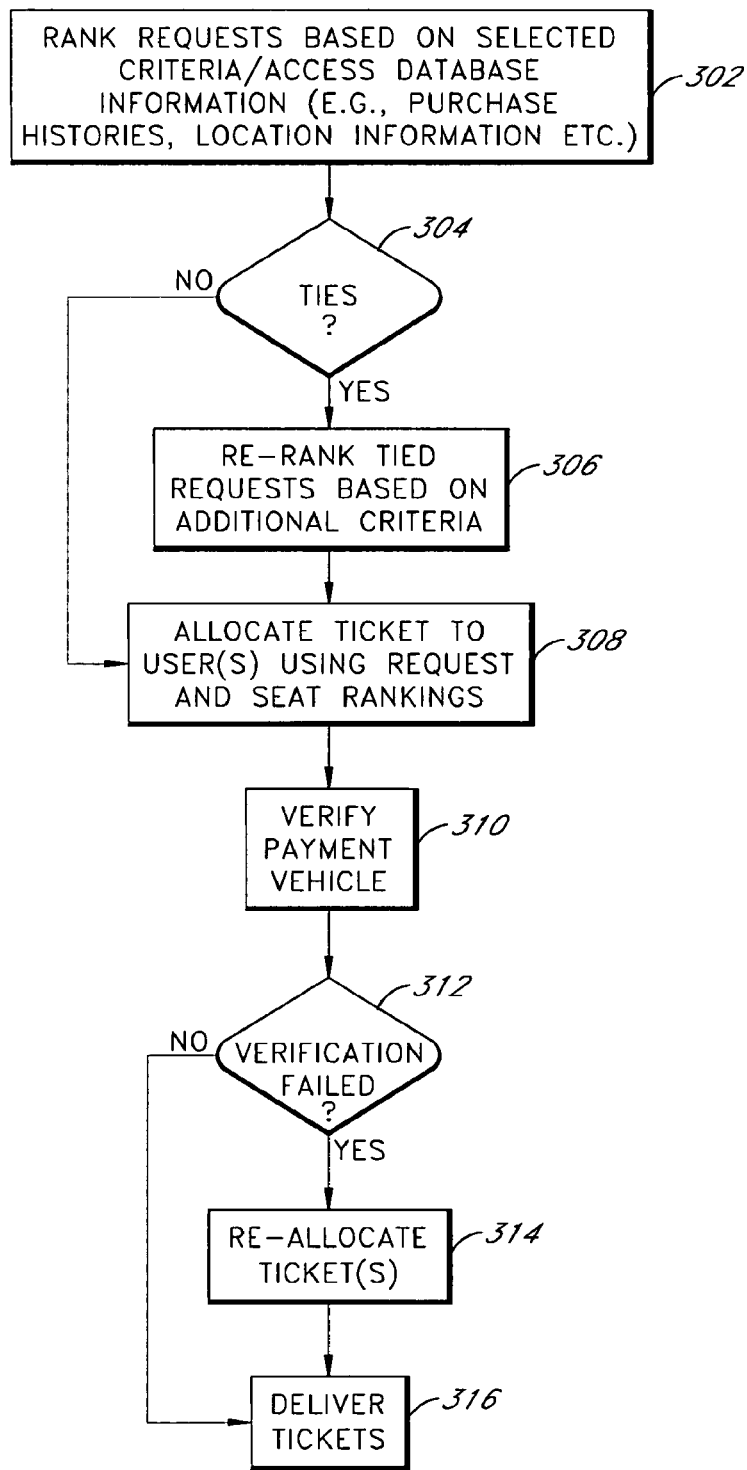 RANK REQUESTS BASED ON SELECTED
CRITERIA/ACCESS DATABASE
INFORMATION (E.G., PURCHASE
HISTORIES, LOCATION INFORMATION ETC.)
302
304
NO
TIES
?
YES
RE-RANK TIED
REQUESTS BASED ON
ADDITIONAL CRITERIA
306
ALLOCATE TICKET TO
USER(S) USING REQUEST
AND SEAT RANKINGS
308
VERIFY
PAYMENT
VEHICLE
310
312
NO
VERIFICATION
FAILED
?
YES
RE-ALLOCATE
TICKET(S)
314
DELIVER
TICKETS
316